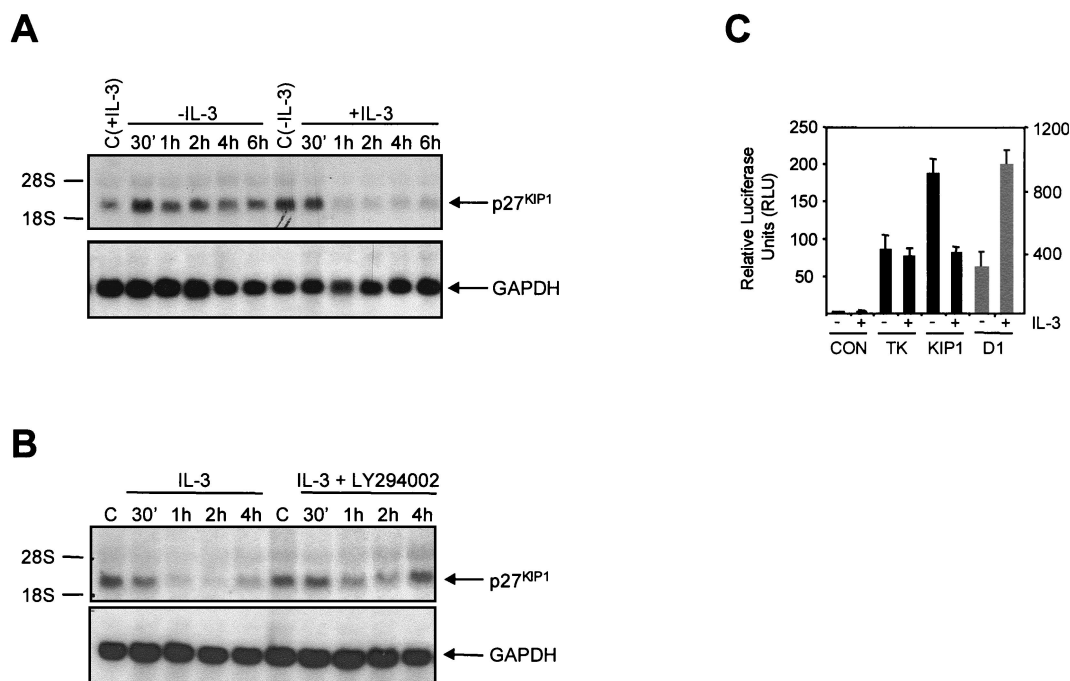 A
C(+IL-3)
-IL-3
C(-IL-3)
+IL-3
30' 1h 2h 4h 6h 30' 1h 2h 4h 6h
28S
18S
p27KIP1
GAPDH
B
IL-3 IL-3 + LY294002
C 30' 1h 2h 4h C 30' 1h 2h 4h
28S
18S
p27KIP1
GAPDH
C
Relative Luciferase
Units (RLU)
250 1200
200
150 800
100 400
50
- + - + - + - + IL-3
CON TK KIP1 D1